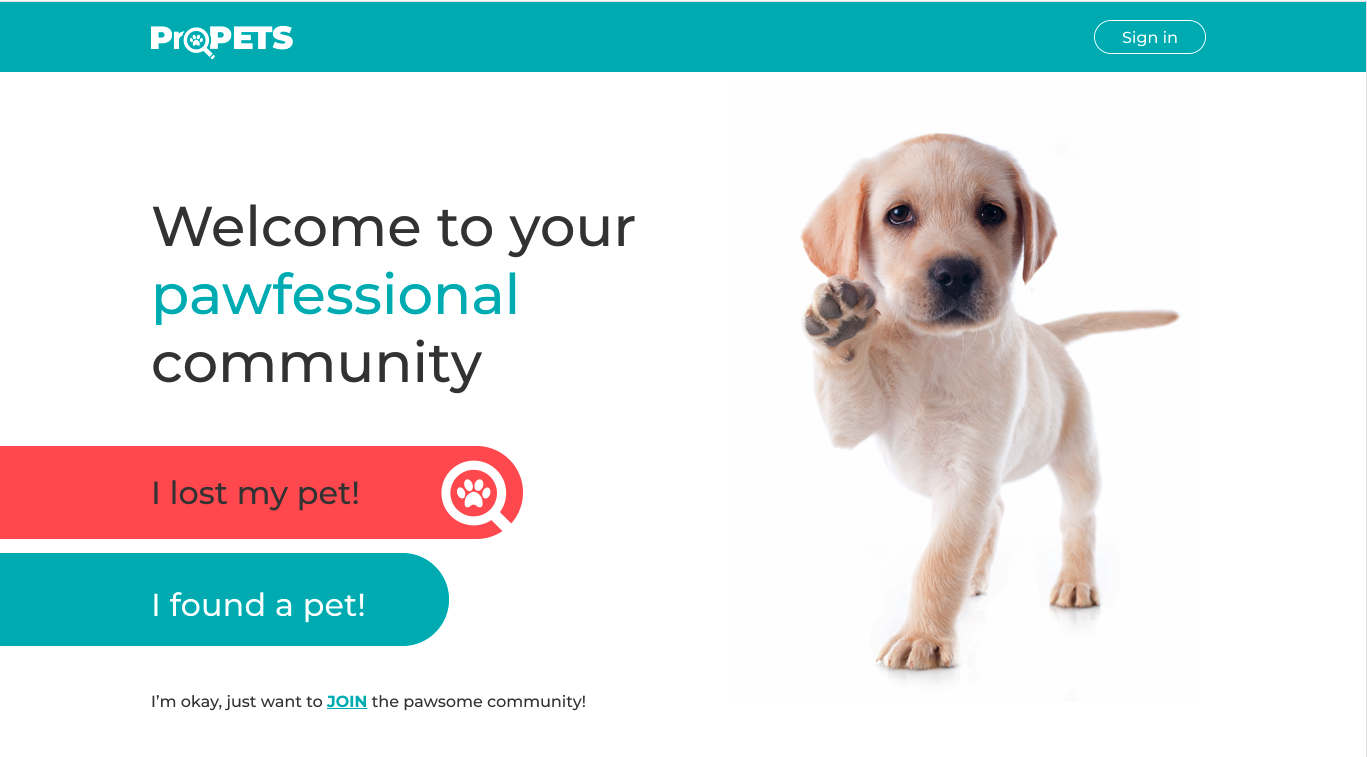 ProPETS
Sign in
Welcome to your
pawfessional
community
I lost my pet!
I found a pet!
I’m okay, just want to JOIN the pawsome community!